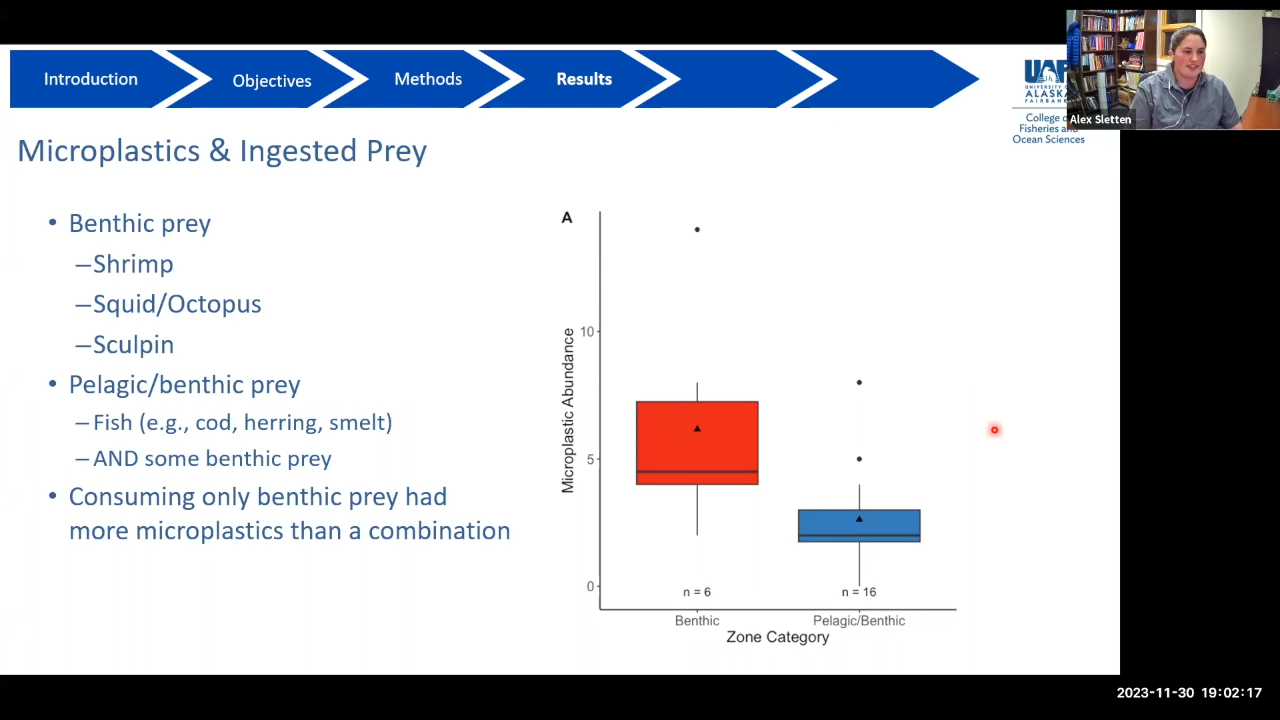 Introduction
Objectives
Methods
Results
UAF
UNIVERSITY OF
ALASKA
FAIRBANKS
College of
Fisheries and
Ocean Sciences
Alex Sletten
Microplastics & Ingested Prey
• Benthic prey
–Shrimp
–Squid/Octopus
–Sculpin
• Pelagic/benthic prey
–Fish (e.g., cod, herring, smelt)
–AND some benthic prey
• Consuming only benthic prey had
more microplastics than a combination
A
Microplastic Abundance
10
5
0
n = 6
n = 16
Benthic
Pelagic/Benthic
Zone Category
2023-11-30 19:02:17